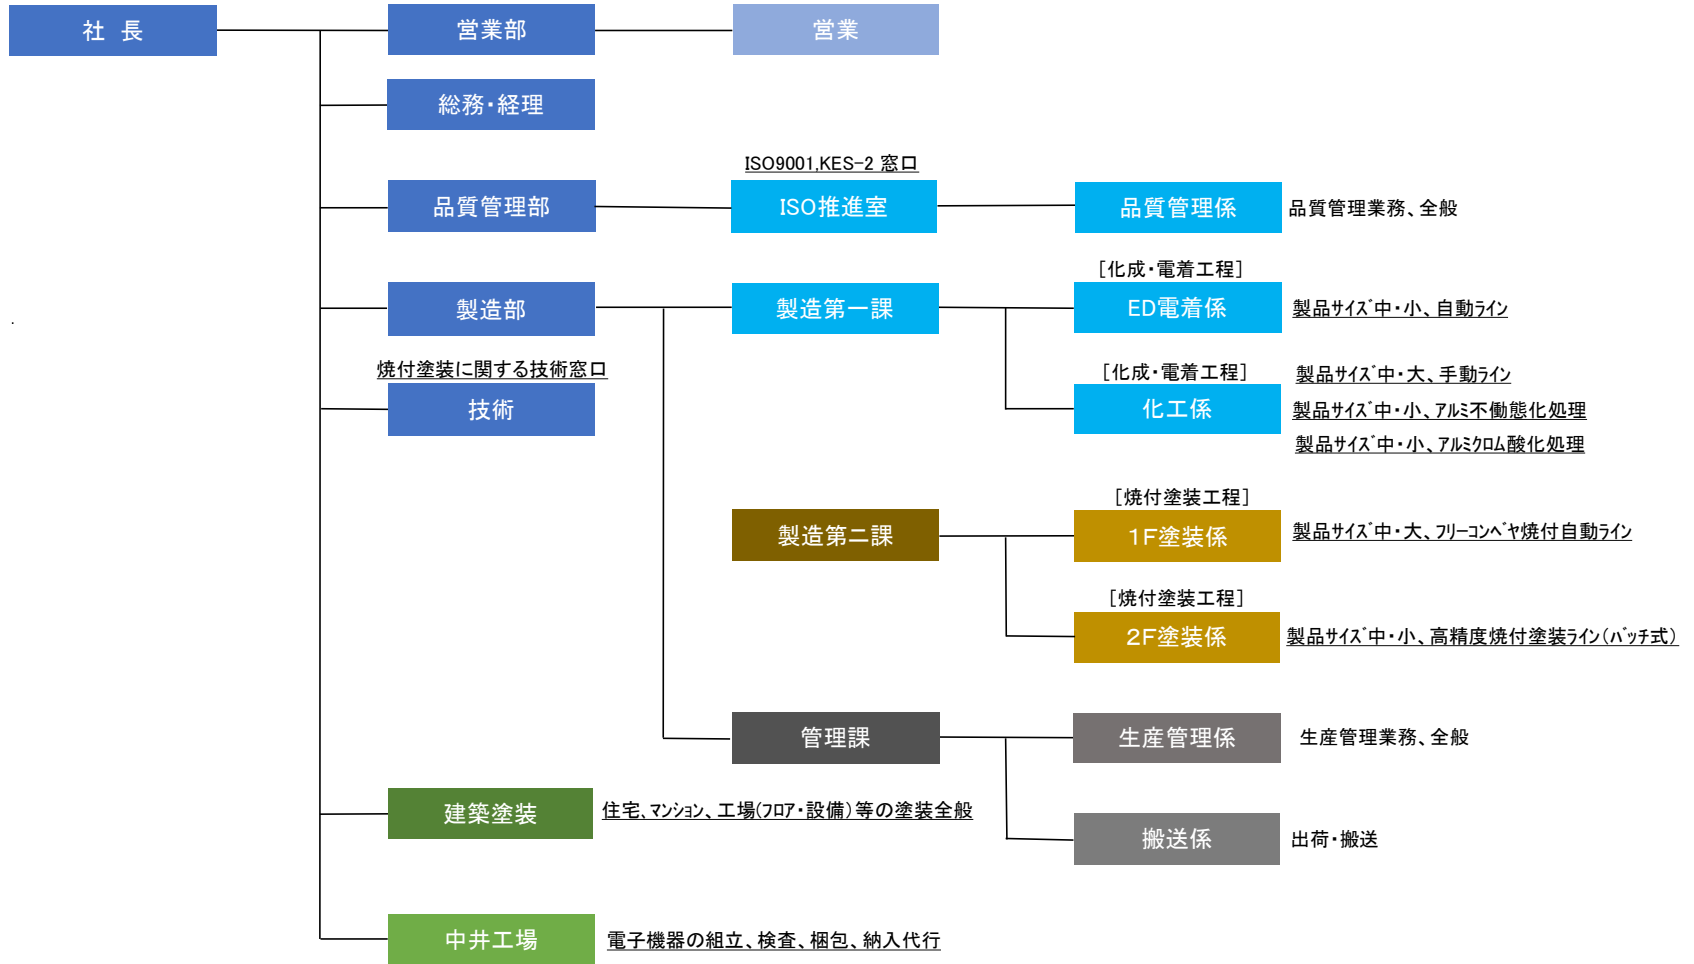 社 長
営業部
営業
総務・経理
ISO9001,KES-2 窓口
品質管理部
ISO推進室
品質管理係
品質管理業務、全般
[化成・電着工程]
製造部
製造第一課
ED電着係
製品ｻｲｽﾞ中・小、自動ﾗｲﾝ
焼付塗装に関する技術窓口
技術
[化成・電着工程]
化工係
製品ｻｲｽﾞ中・大、手動ﾗｲﾝ
製品ｻｲｽﾞ中・小、ｱﾙﾐ不働態化処理
製品ｻｲｽﾞ中・小、ｱﾙﾐｸﾛﾑ酸化処理
[焼付塗装工程]
製造第二課
１F塗装係
製品ｻｲｽﾞ中・大、ﾌﾘｰｺﾝﾍﾞﾔ焼付自動ﾗｲﾝ
[焼付塗装工程]
２F塗装係
製品ｻｲｽﾞ中・小、高精度焼付塗装ﾗｲﾝ(ﾊﾞｯﾁ式)
管理課
生産管理係
生産管理業務、全般
建築塗装
住宅、ﾏﾝｼｮﾝ、工場(ﾌﾛｱ・設備)等の塗装全般
搬送係
出荷・搬送
中井工場
電子機器の組立、検査、梱包、納入代行